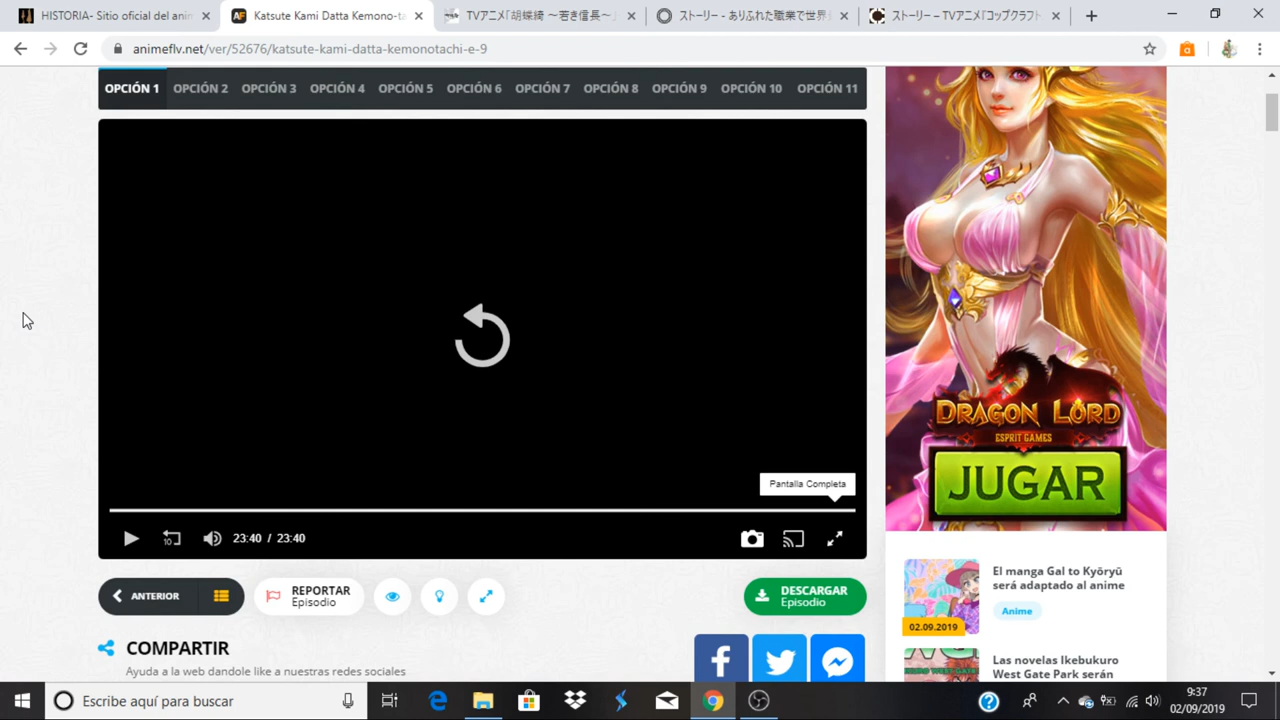 HISTORIA- Sitio oficial del anim
Katsute Kami Datta Kemono-ta
TVアニメ『胡蝶綺 〜若き信長〜』
ストーリー - ありふれた職業で世界最
ストーリー – TVアニメ『コップクラフト
animeflv.net/ver/52676/katsute-kami-datta-kemonotachi-e-9
OPCIÓN 1 OPCIÓN 2 OPCIÓN 3 OPCIÓN 4 OPCIÓN 5 OPCIÓN 6 OPCIÓN 7 OPCIÓN 8 OPCIÓN 9 OPCIÓN 10 OPCIÓN 11
Pantalla Completa
10
23:40 / 23:40
ANTERIOR
REPORTAR
Episodio
DESCARGAR
Episodio
COMPARTIR
Ayuda a la web dandole like a nuestras redes sociales
DRAGON LORD
ESPRIT GAMES
JUGAR
El manga Gal to Kyōryū
será adaptado al anime
Anime
02.09.2019
Las novelas Ikebukuro
West Gate Park serán
Escribe aquí para buscar
9:37
02/09/2019